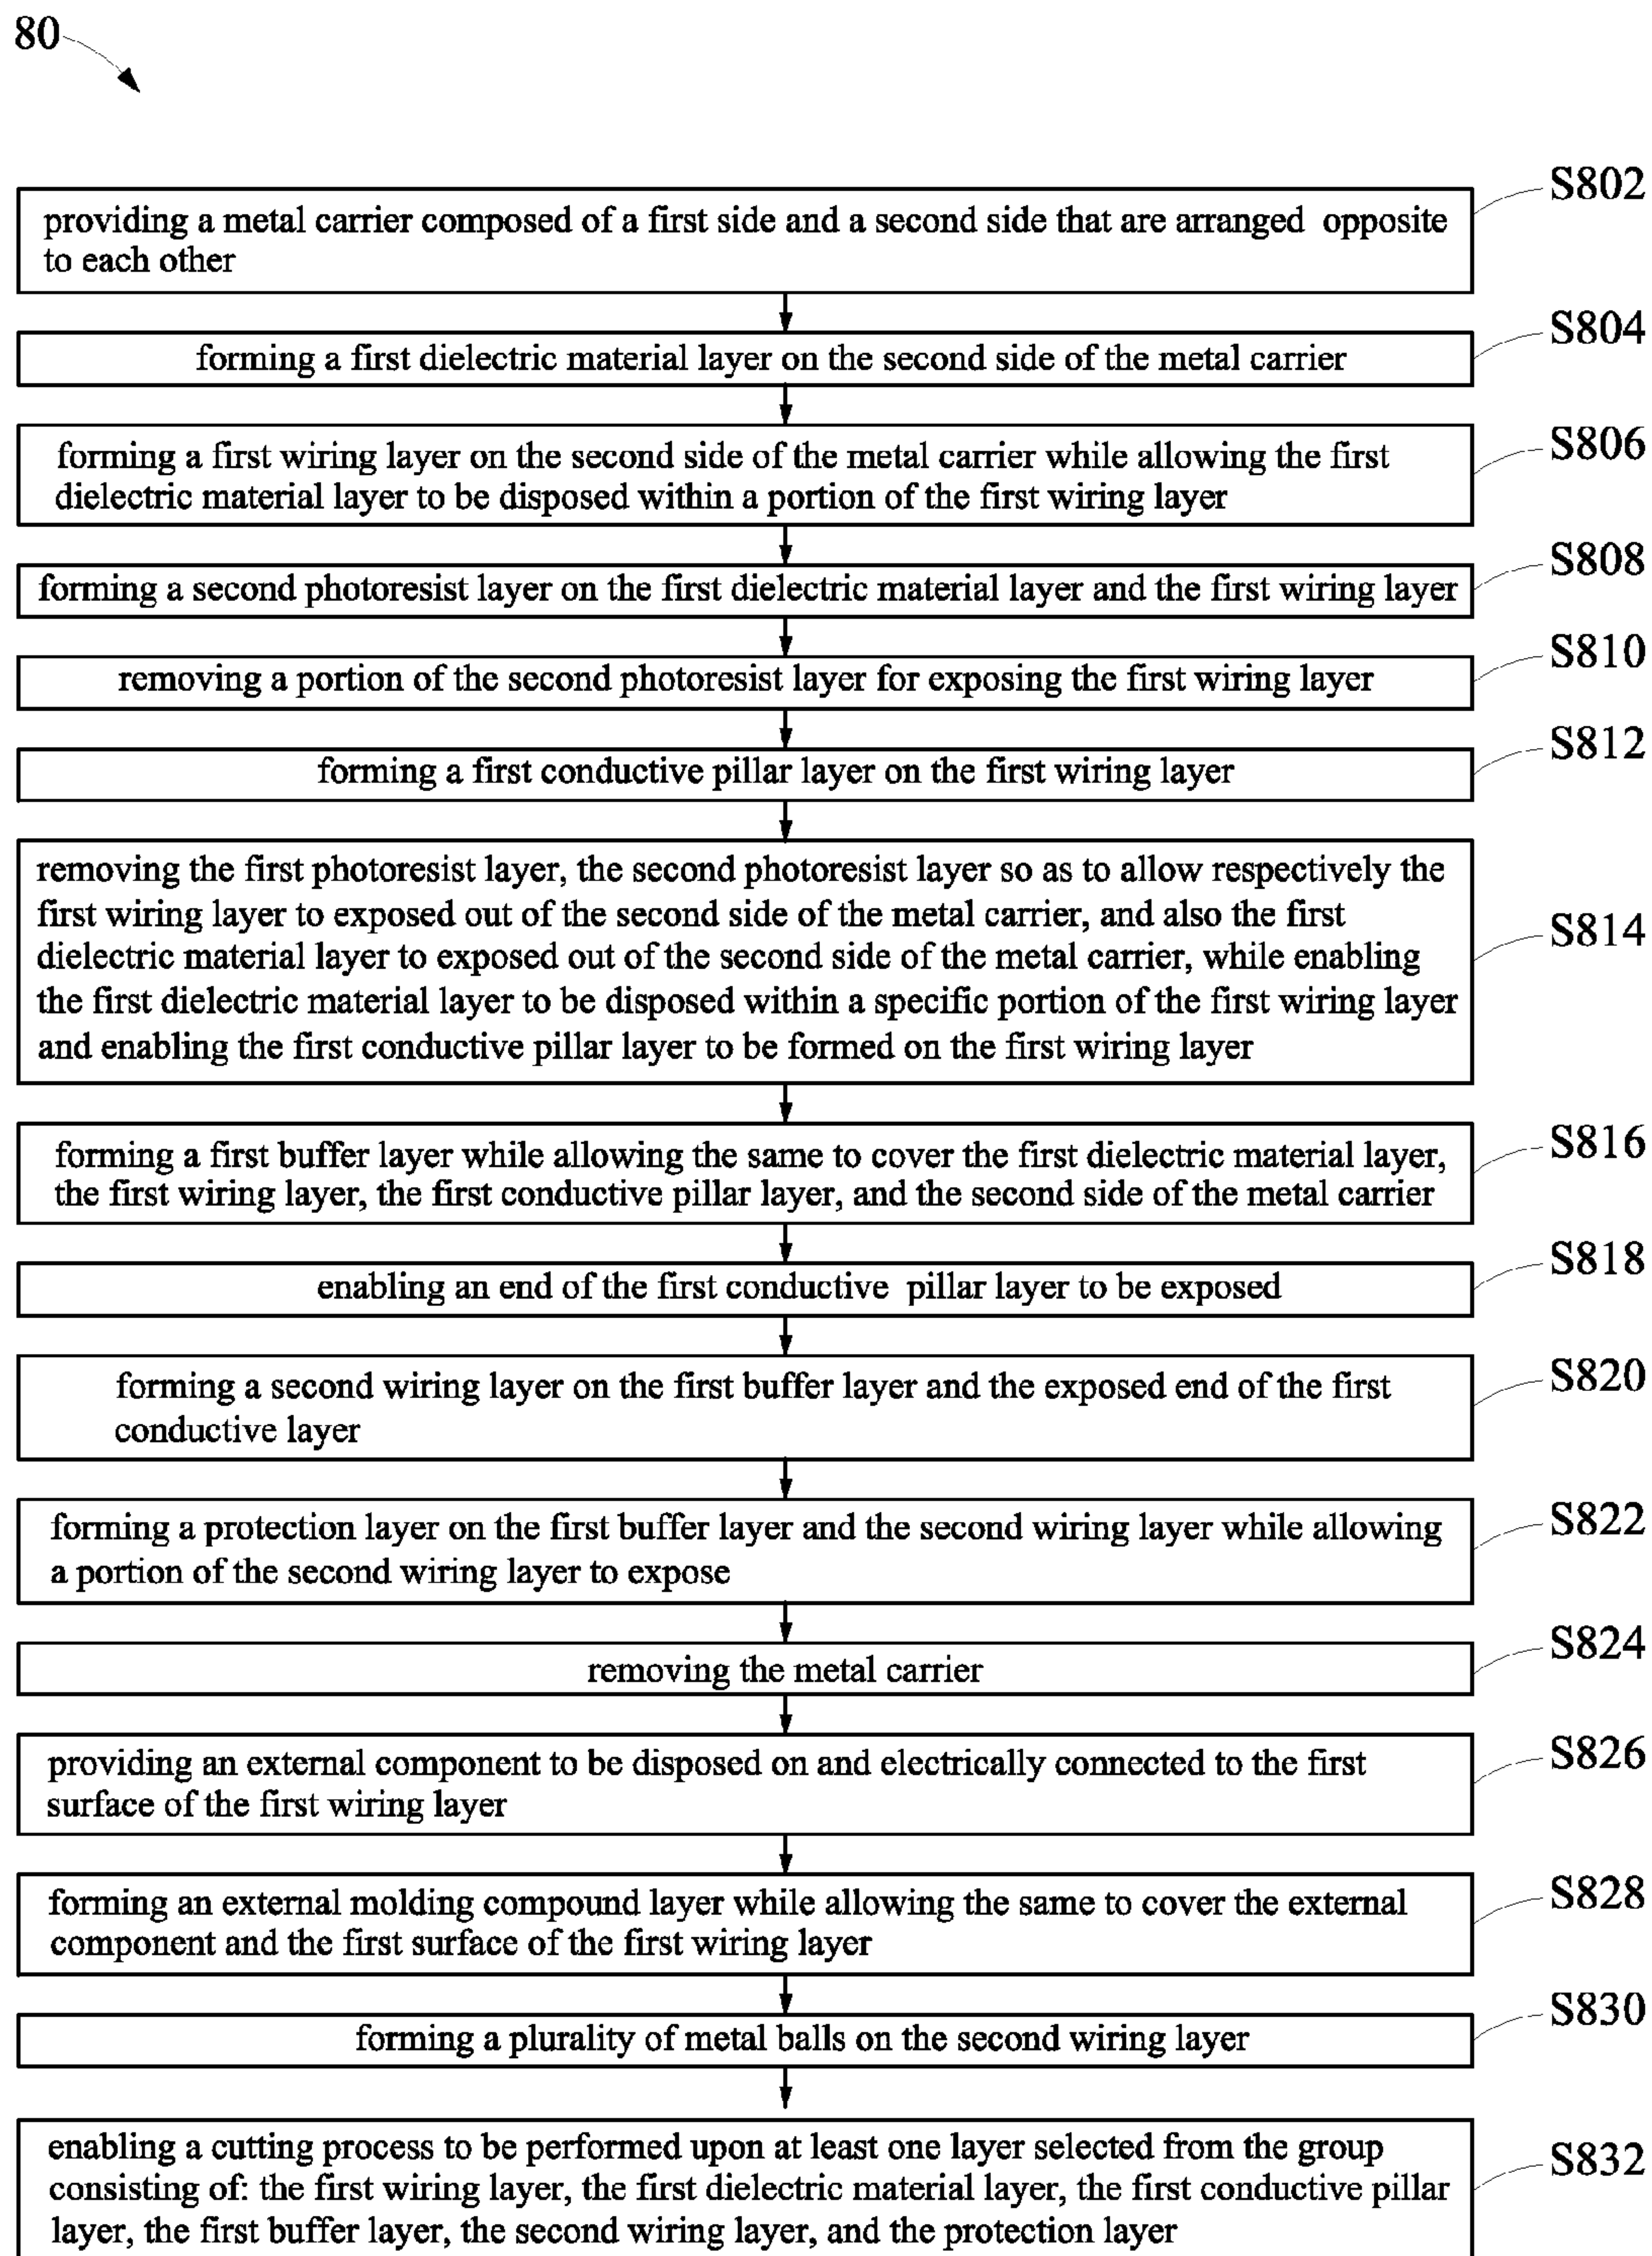 80
S802
providing a metal carrier composed of a first side and a second side that are arranged opposite
to each other
S804
forming a first dielectric material layer on the second side of the metal carrier
S806
forming a first wiring layer on the second side of the metal carrier while allowing the first
dielectric material layer to be disposed within a portion of the first wiring layer
S808
forming a second photoresist layer on the first dielectric material layer and the first wiring layer
S810
removing a portion of the second photoresist layer for exposing the first wiring layer
S812
forming a first conductive pillar layer on the first wiring layer
S814
removing the first photoresist layer, the second photoresist layer so as to allow respectively the
first wiring layer to exposed out of the second side of the metal carrier, and also the first
dielectric material layer to exposed out of the second side of the metal carrier, while enabling
the first dielectric material layer to be disposed within a specific portion of the first wiring layer
and enabling the first conductive pillar layer to be formed on the first wiring layer
S816
forming a first buffer layer while allowing the same to cover the first dielectric material layer,
the first wiring layer, the first conductive pillar layer, and the second side of the metal carrier
S818
enabling an end of the first conductive pillar layer to be exposed
S820
forming a second wiring layer on the first buffer layer and the exposed end of the first
conductive layer
S822
forming a protection layer on the first buffer layer and the second wiring layer while allowing
a portion of the second wiring layer to expose
S824
removing the metal carrier
S826
providing an external component to be disposed on and electrically connected to the first
surface of the first wiring layer
S828
forming an external molding compound layer while allowing the same to cover the external
component and the first surface of the first wiring layer
S830
forming a plurality of metal balls on the second wiring layer
S832
enabling a cutting process to be performed upon at least one layer selected from the group
consisting of: the first wiring layer, the first dielectric material layer, the first conductive pillar
layer, the first buffer layer, the second wiring layer, and the protection layer